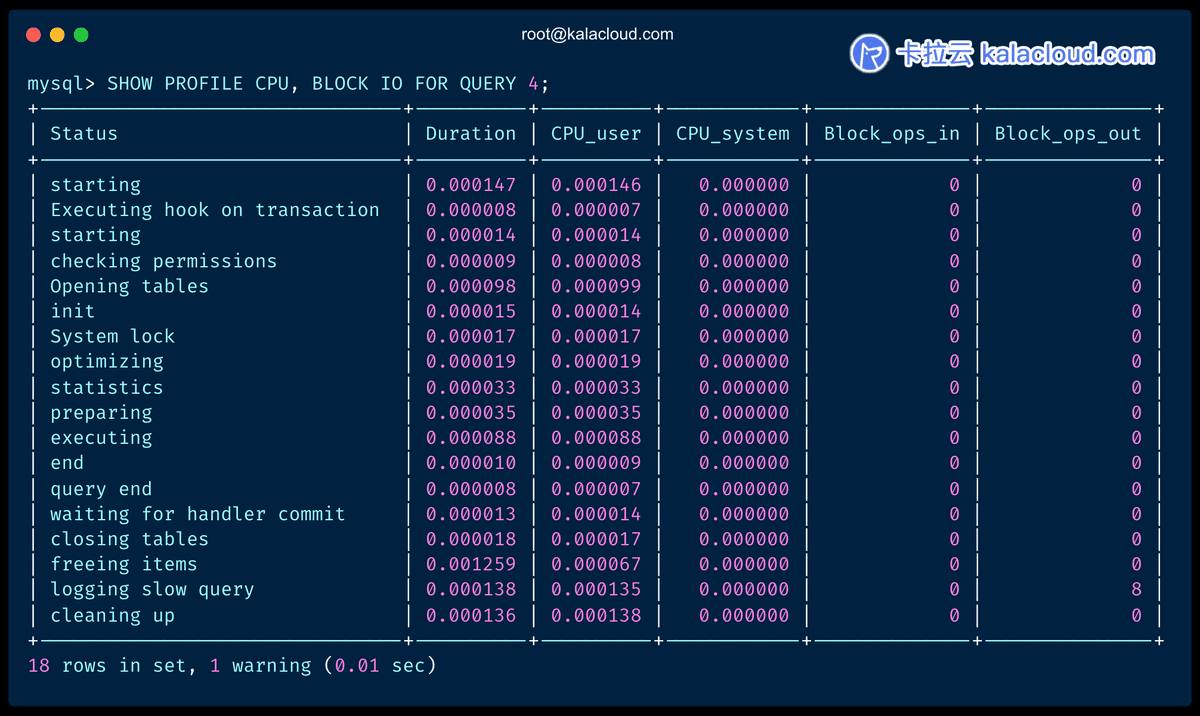 root@kalacloud.com
卡拉云 kalacloud.com
mysql> SHOW PROFILE CPU, BLOCK IO FOR QUERY 4;
| Status | Duration | CPU_user | CPU_system | Block_ops_in | Block_ops_out |
| starting | 0.000147 | 0.000146 | 0.000000 | 0 | 0 |
| Executing hook on transaction | 0.000008 | 0.000007 | 0.000000 | 0 | 0 |
| starting | 0.000014 | 0.000014 | 0.000000 | 0 | 0 |
| checking permissions | 0.000009 | 0.000008 | 0.000000 | 0 | 0 |
| Opening tables | 0.000098 | 0.000099 | 0.000000 | 0 | 0 |
| init | 0.000015 | 0.000014 | 0.000000 | 0 | 0 |
| System lock | 0.000017 | 0.000017 | 0.000000 | 0 | 0 |
| optimizing | 0.000019 | 0.000019 | 0.000000 | 0 | 0 |
| statistics | 0.000033 | 0.000033 | 0.000000 | 0 | 0 |
| preparing | 0.000035 | 0.000035 | 0.000000 | 0 | 0 |
| executing | 0.000088 | 0.000088 | 0.000000 | 0 | 0 |
| end | 0.000010 | 0.000009 | 0.000000 | 0 | 0 |
| query end | 0.000008 | 0.000007 | 0.000000 | 0 | 0 |
| waiting for handler commit | 0.000013 | 0.000014 | 0.000000 | 0 | 0 |
| closing tables | 0.000018 | 0.000017 | 0.000000 | 0 | 0 |
| freeing items | 0.001259 | 0.000067 | 0.000000 | 0 | 0 |
| logging slow query | 0.000138 | 0.000135 | 0.000000 | 0 | 8 |
| cleaning up | 0.000136 | 0.000138 | 0.000000 | 0 | 0 |
18 rows in set, 1 warning (0.01 sec)